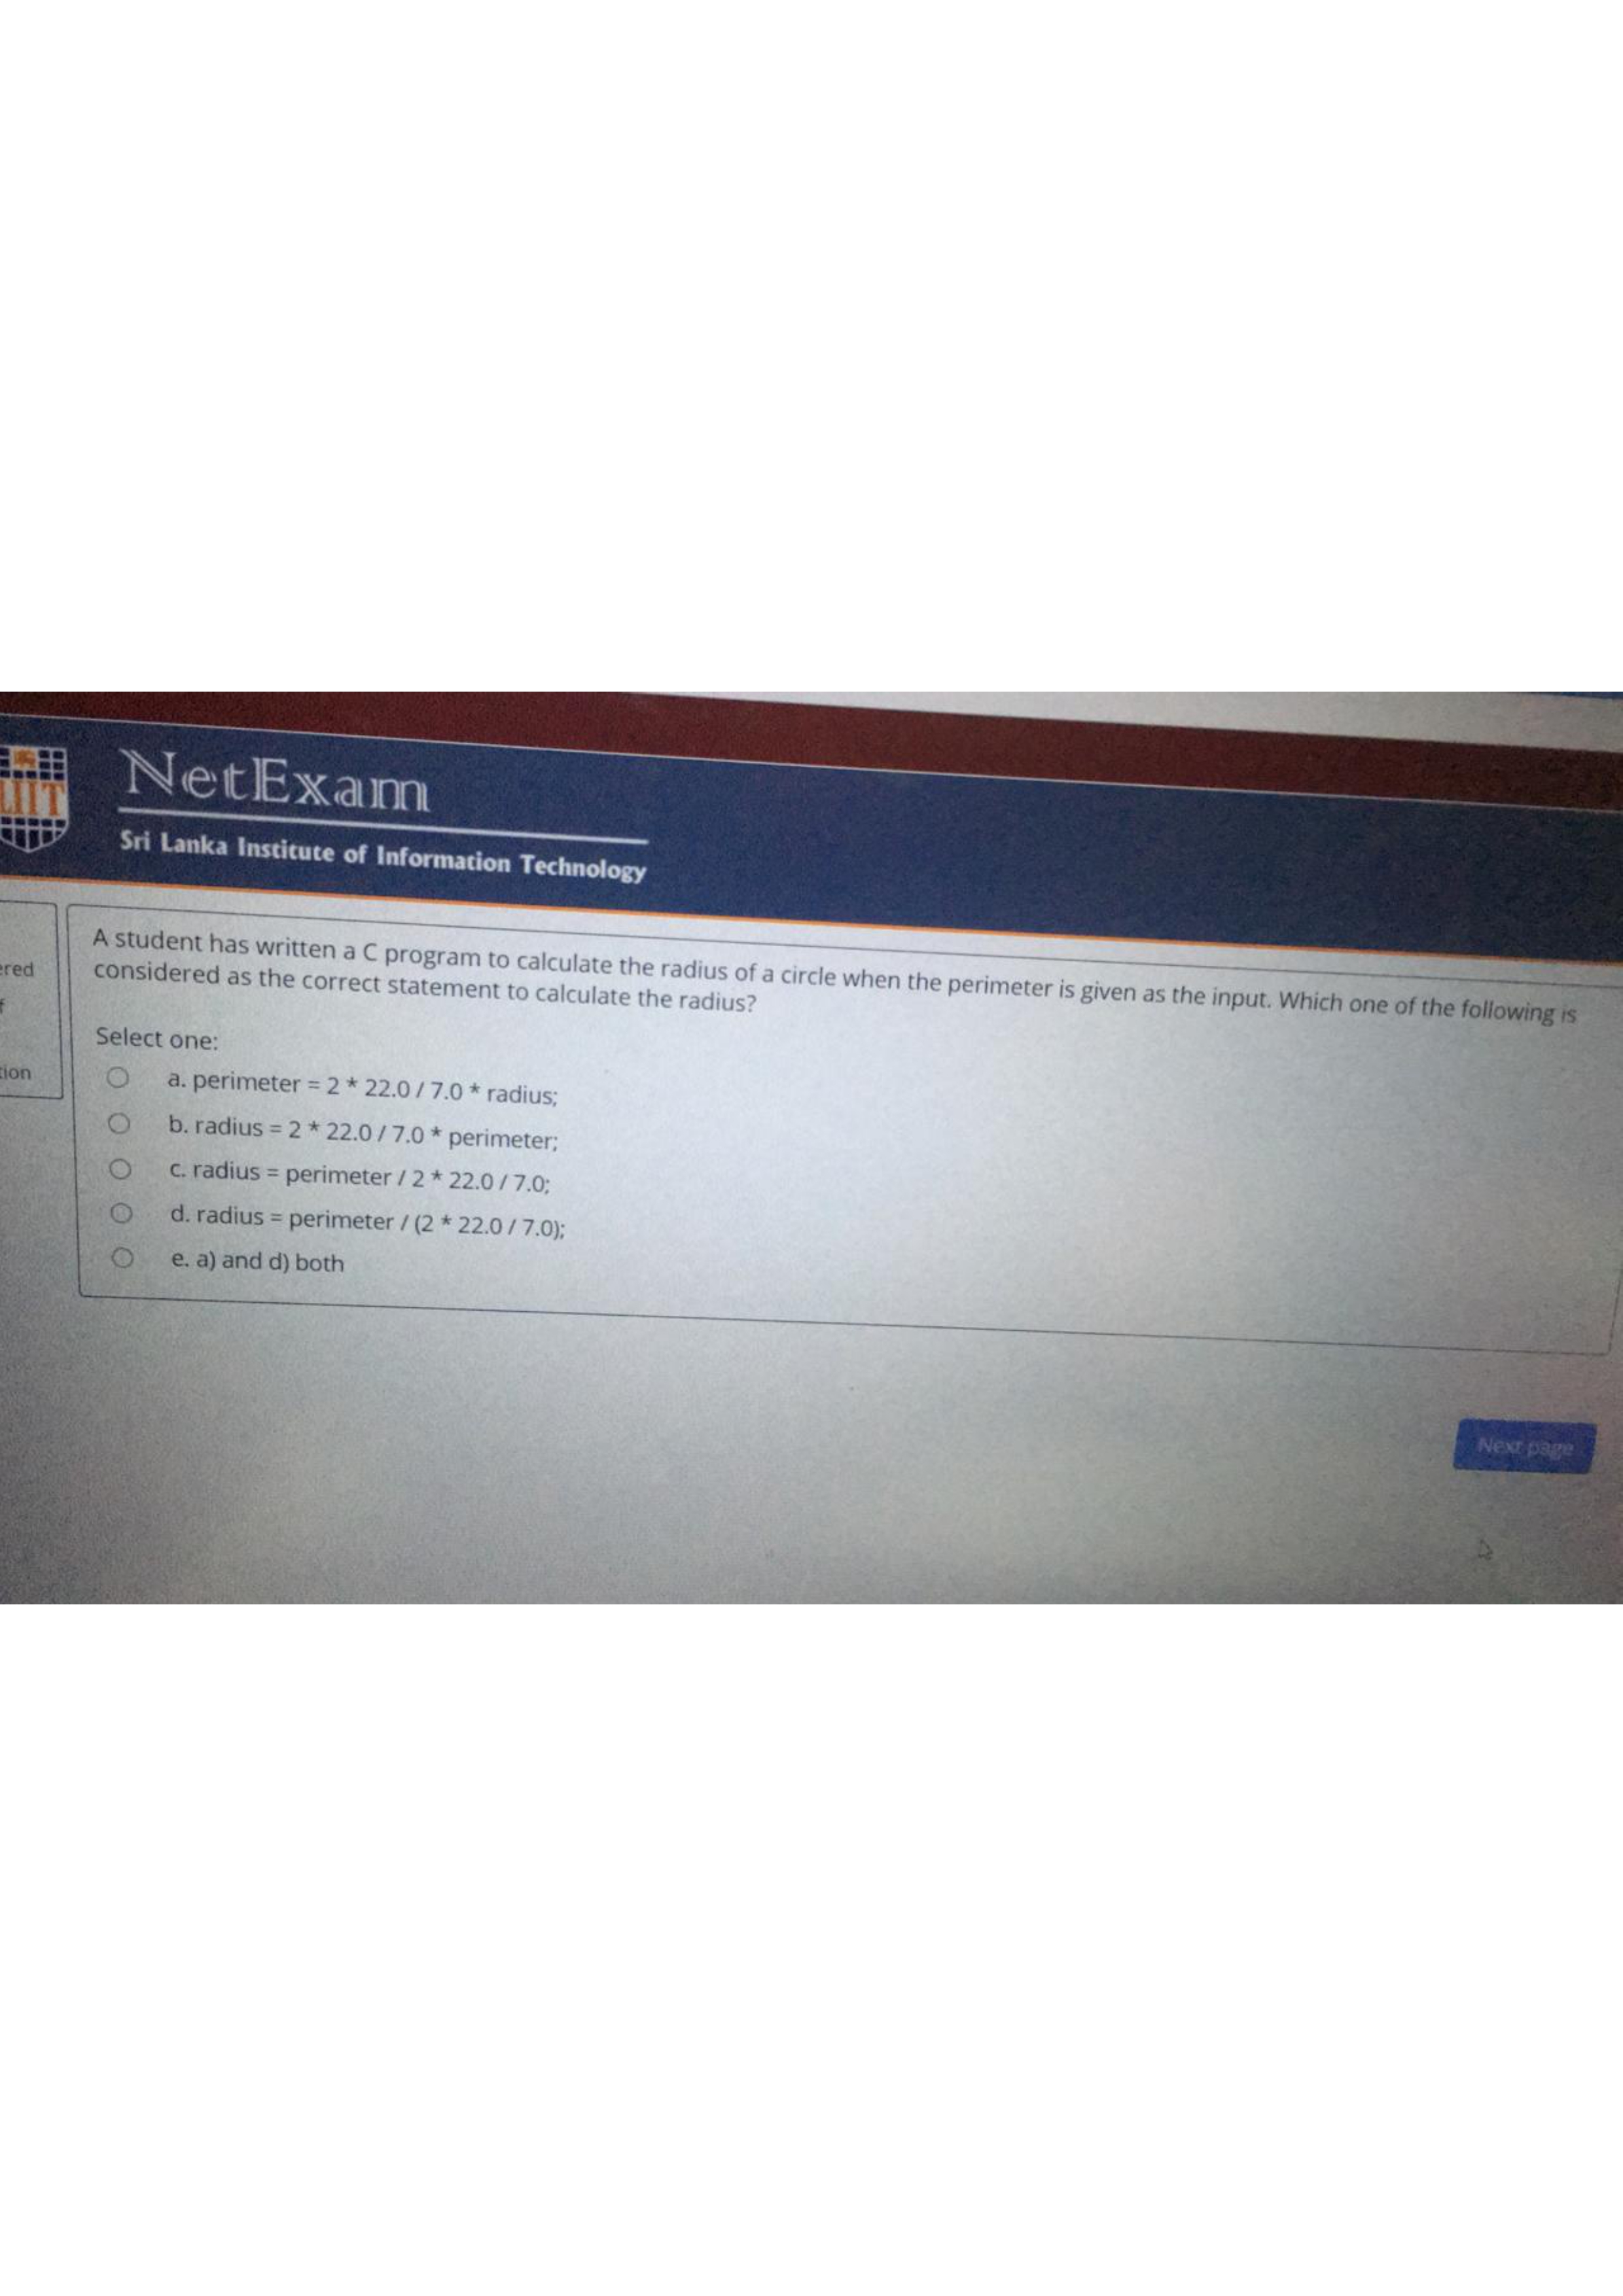 LIIT
NetExam
Sri Lanka Institute of Information Technology
ered
f
tion
A student has written a C program to calculate the radius of a circle when the perimeter is given as the input. Which one of the following is
considered as the correct statement to calculate the radius?
Select one:
a. perimeter = 2 * 22.0 / 7.0 * radius;
b. radius = 2 * 22.0 / 7.0 * perimeter;
c. radius = perimeter / 2 * 22.0 / 7.0;
d. radius = perimeter / (2 * 22.0 / 7.0);
e. a) and d) both
Next page